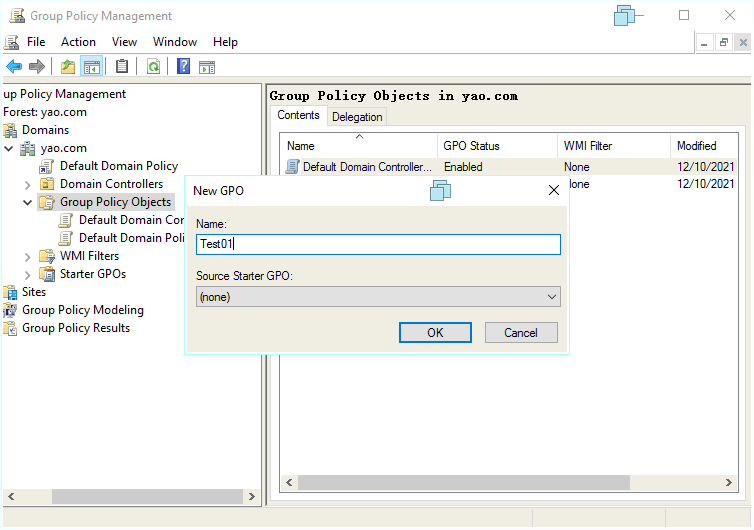 Group Policy Management
File Action View Window Help
up Policy Management
Forest: yao.com
Domains
yao.com
Default Domain Policy
Domain Controllers
Group Policy Objects
Default Domain Cor
Default Domain Poli
WMI Filters
Starter GPOs
Sites
Group Policy Modeling
Group Policy Results
Group Policy Objects in yao.com
Contents Delegation
Name GPO Status WMI Filter Modified
Default Domain Controller... Enabled None 12/10/2021
None 12/10/2021
New GPO
Name:
Test01
Source Starter GPO:
(none)
OK Cancel